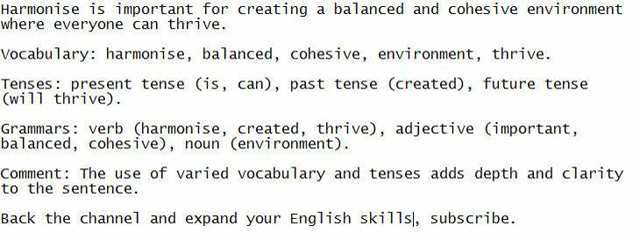 Harmonise is important for creating a balanced and cohesive environment
where everyone can thrive.
Vocabulary: harmonise, balanced, cohesive, environment, thrive.
Tenses: present tense (is, can), past tense (created), future tense
(will thrive).
Grammars: verb (harmonise, created, thrive), adjective (important,
balanced, cohesive), noun (environment).
Comment: The use of varied vocabulary and tenses adds depth and clarity
to the sentence.
Back the channel and expand your English skills, subscribe.